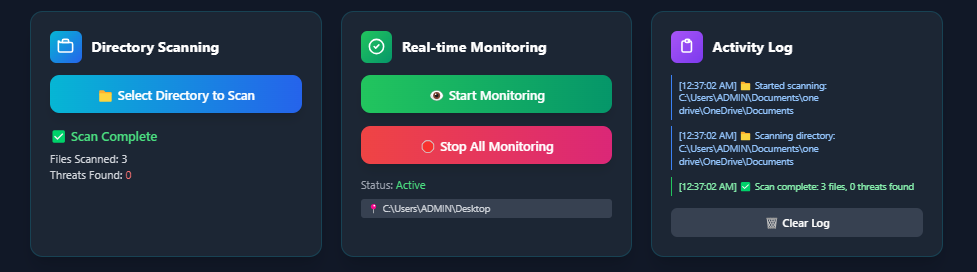 Directory Scanning
Select Directory to Scan
Scan Complete
Files Scanned: 3
Threats Found: 0
Real-time Monitoring
Start Monitoring
Stop All Monitoring
Status: Active
C:\Users\ADMIN\Desktop
Activity Log
[12:37:02 AM] 📁 Started scanning:
C:\Users\ADMIN\Documents\one
drive\OneDrive\Documents
[12:37:02 AM] 📁 Scanning directory:
C:\Users\ADMIN\Documents\one
drive\OneDrive\Documents
[12:37:02 AM] ✅ Scan complete: 3 files, 0 threats found
Clear Log